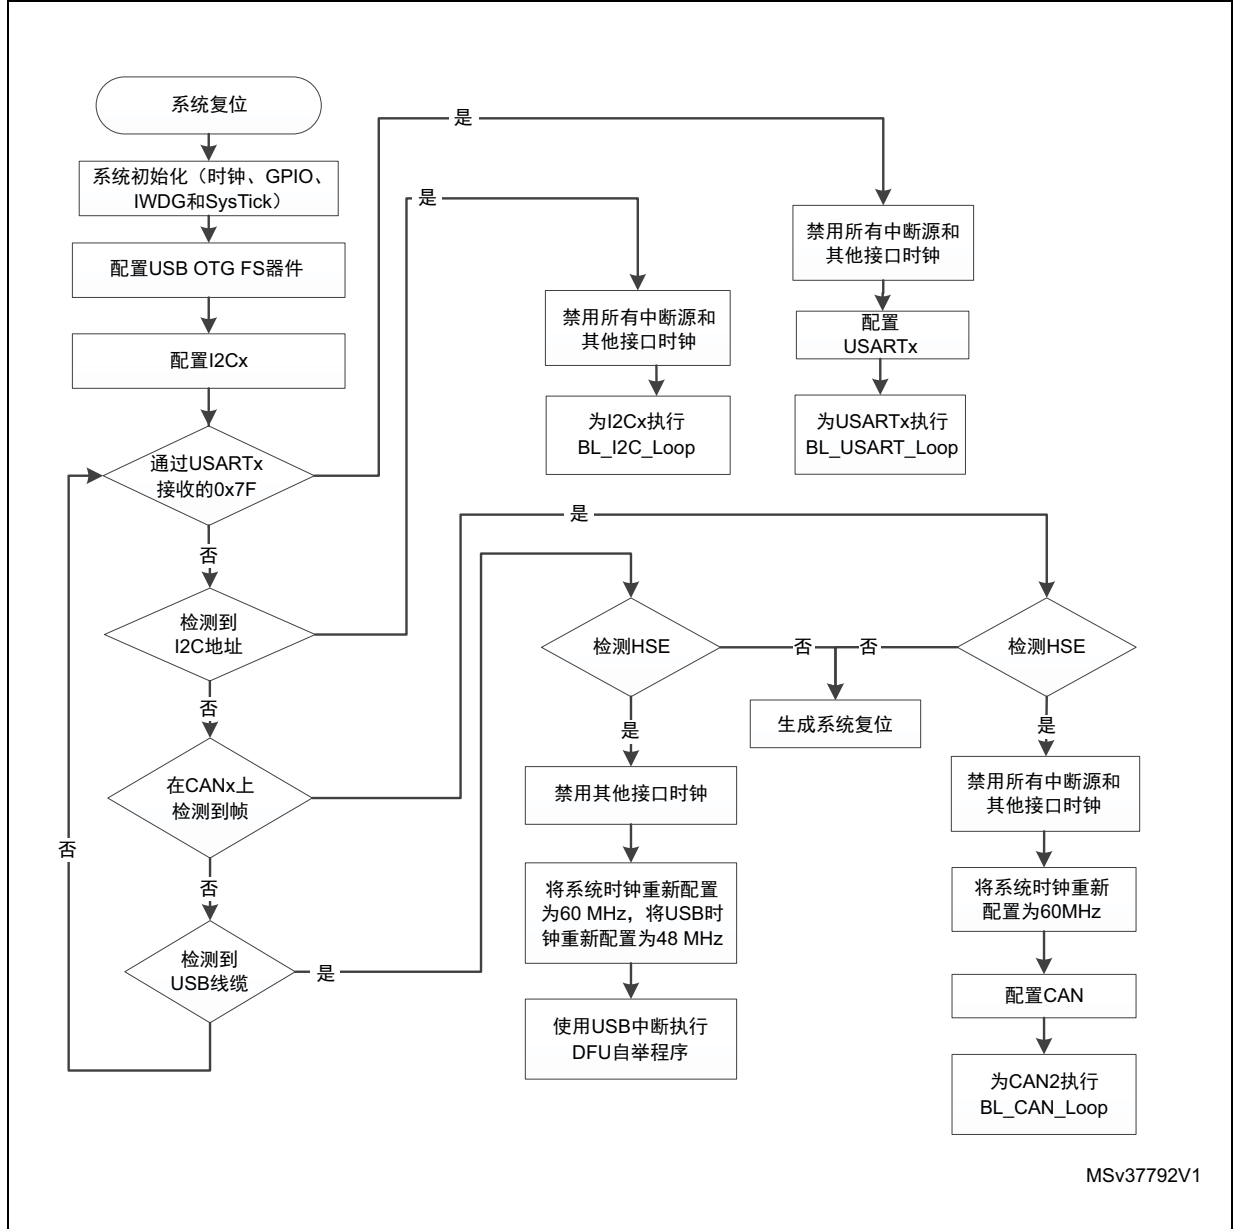 系统复位
系统初始化（时钟、GPIO、
IWDG和SysTick）
配置USB OTG FS器件
配置I2Cx
通过USARTx
接收的0x7F
否
检测到
I2C地址
否
在CANx上
检测到帧
否
检测到
USB线缆
否
是
是
禁用所有中断源和
其他接口时钟
配置
USARTx
为USARTx执行
BL_USART_Loop
是
禁用所有中断源和
其他接口时钟
为I2Cx执行
BL_I2C_Loop
是
检测HSE
否
否
检测HSE
生成系统复位
是
禁用其他接口时钟
将系统时钟重新配置
为60 MHz，将USB时
钟重新配置为48 MHz
使用USB中断执行
DFU自举程序
是
禁用所有中断源和
其他接口时钟
将系统时钟重新
配置为60MHz
配置CAN
为CAN2执行
BL_CAN_Loop
MSv37792V1